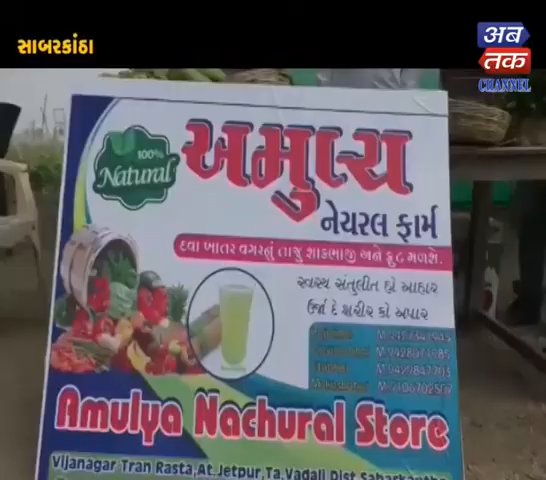 સાબરકાંઠા
અબ
તક
CHANNEL
100%
Natural
અમુલ્ય
નેચરલ ફાર્મ
દવા ખાતર વગરનું તાજુ શાકભાજી અને ફ્રુટ મળશે.
સ્વસ્થ સંતુલીત હો આહાર
ઉર્જા દે શરીર કો અપાર
Amulya Nachural Store
Vijanagar Tran Rasta,At.Jetpur,Ta.Vadali Dist